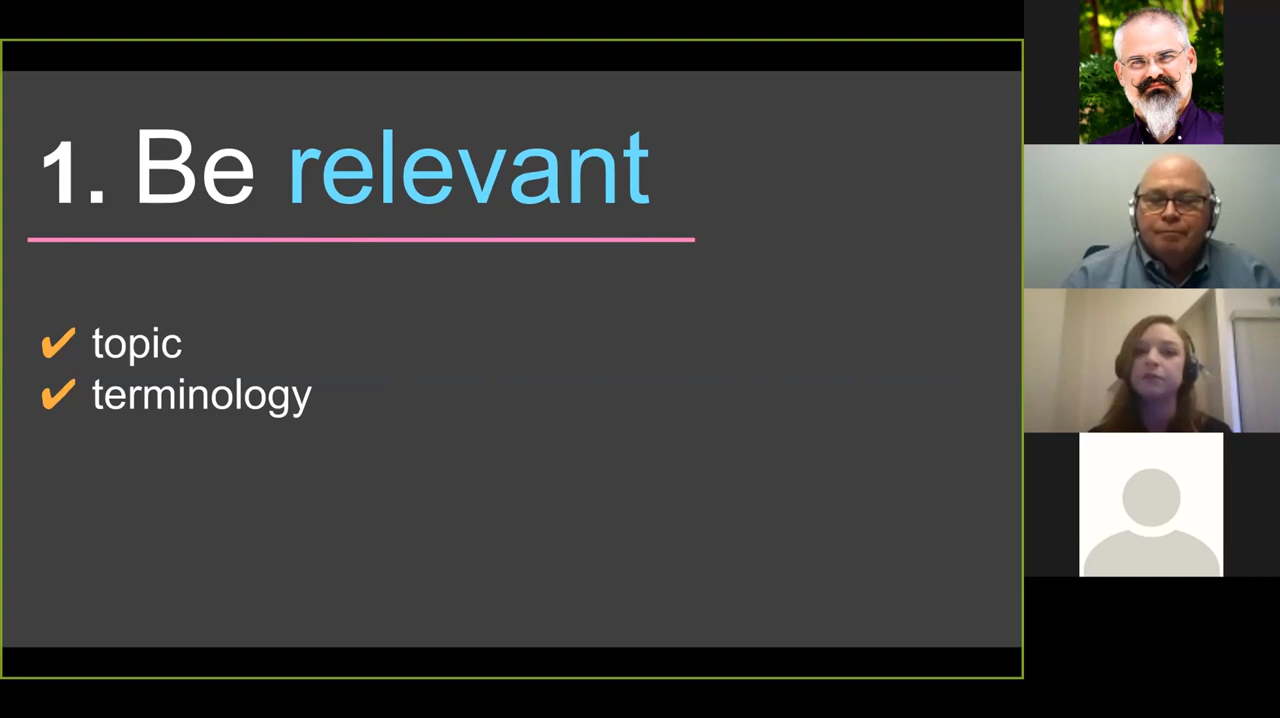 1. Be relevant
✔ topic
✔ terminology